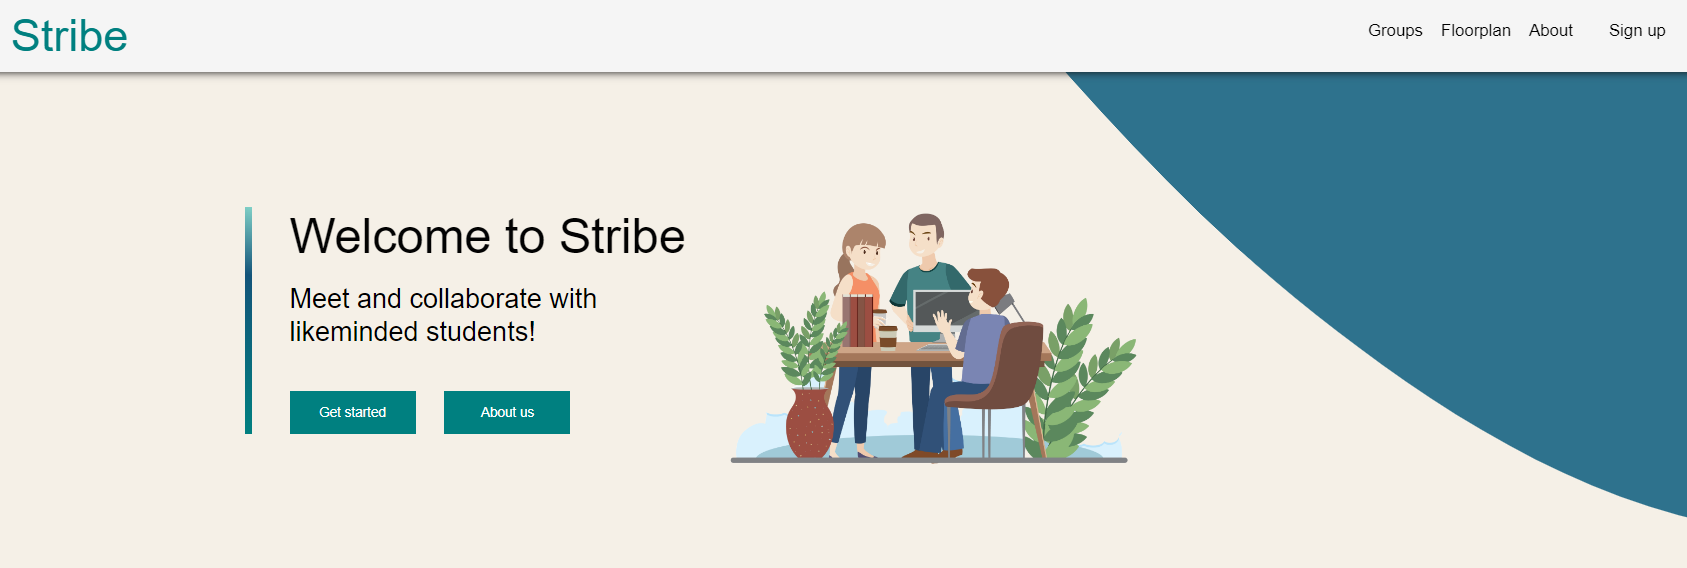 Stribe
Groups Floorplan About Sign up
Welcome to Stribe
Meet and collaborate with
likeminded students!
Get started About us